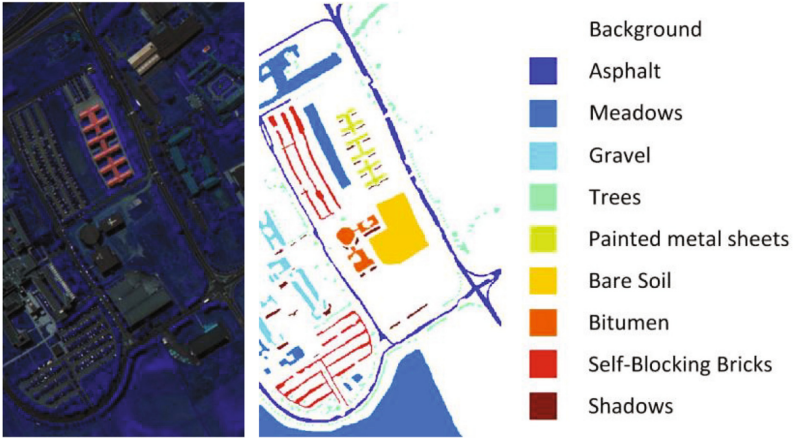 Background
Asphalt
Meadows
Gravel
Trees
Painted metal sheets
Bare Soil
Bitumen
Self-Blocking Bricks
Shadows